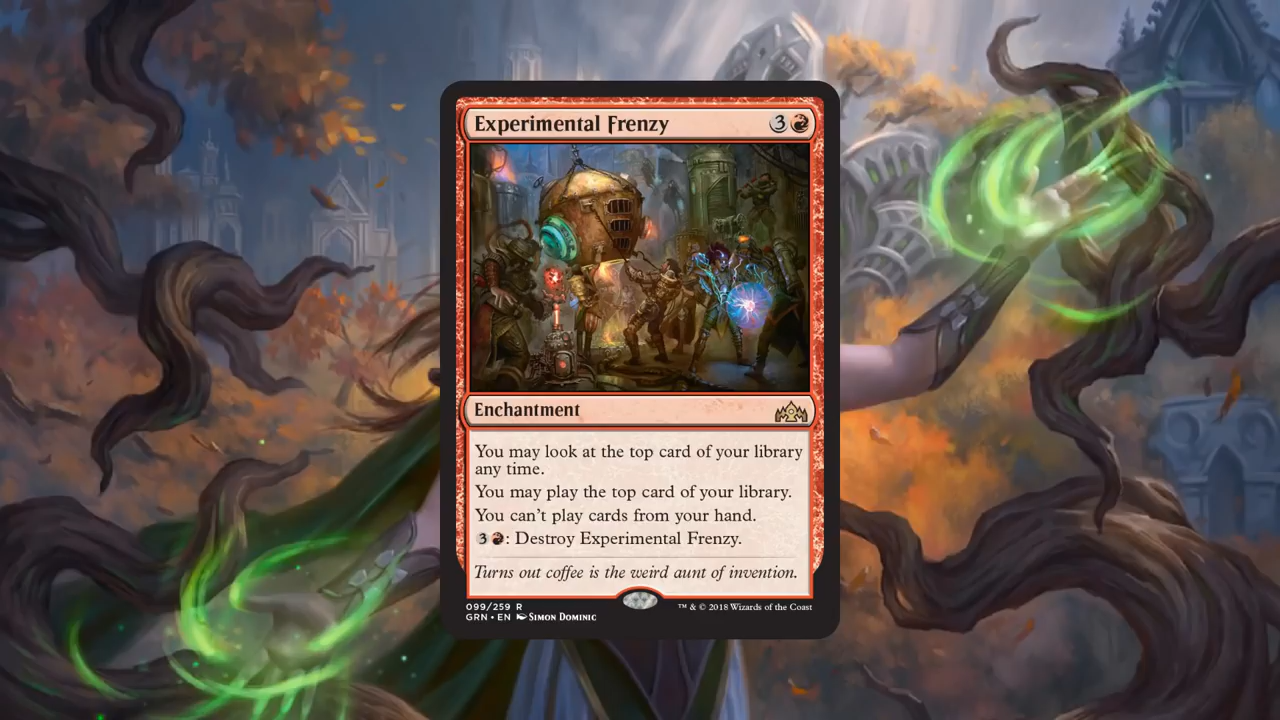 Experimental Frenzy 3
Enchantment
You may look at the top card of your library
any time.
You may play the top card of your library.
You can't play cards from your hand.
3: Destroy Experimental Frenzy.
Turns out coffee is the weird aunt of invention.
099/259 R
GRN • EN Simon Dominic
™ & © 2018 Wizards of the Coast